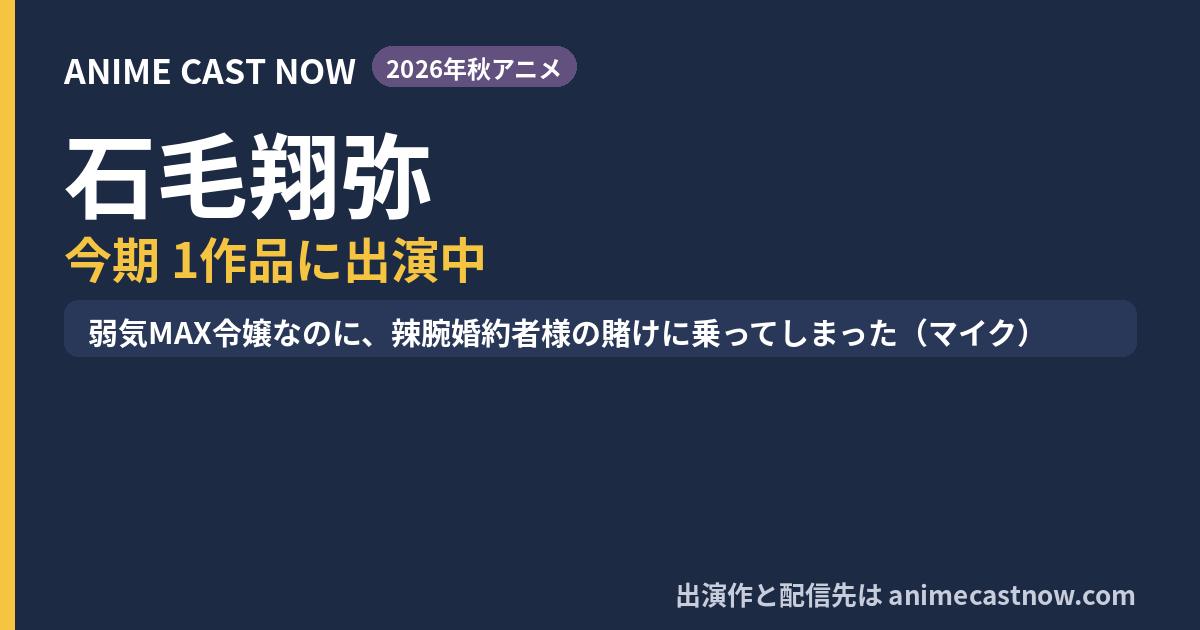 ANIME CAST NOW 2026年秋アニメ
石毛翔弥
今期 1作品に出演中
弱気MAX令嬢なのに、辣腕婚約者様の賭けに乗ってしまった（マイク）
出演作と配信先は animecastnow.com